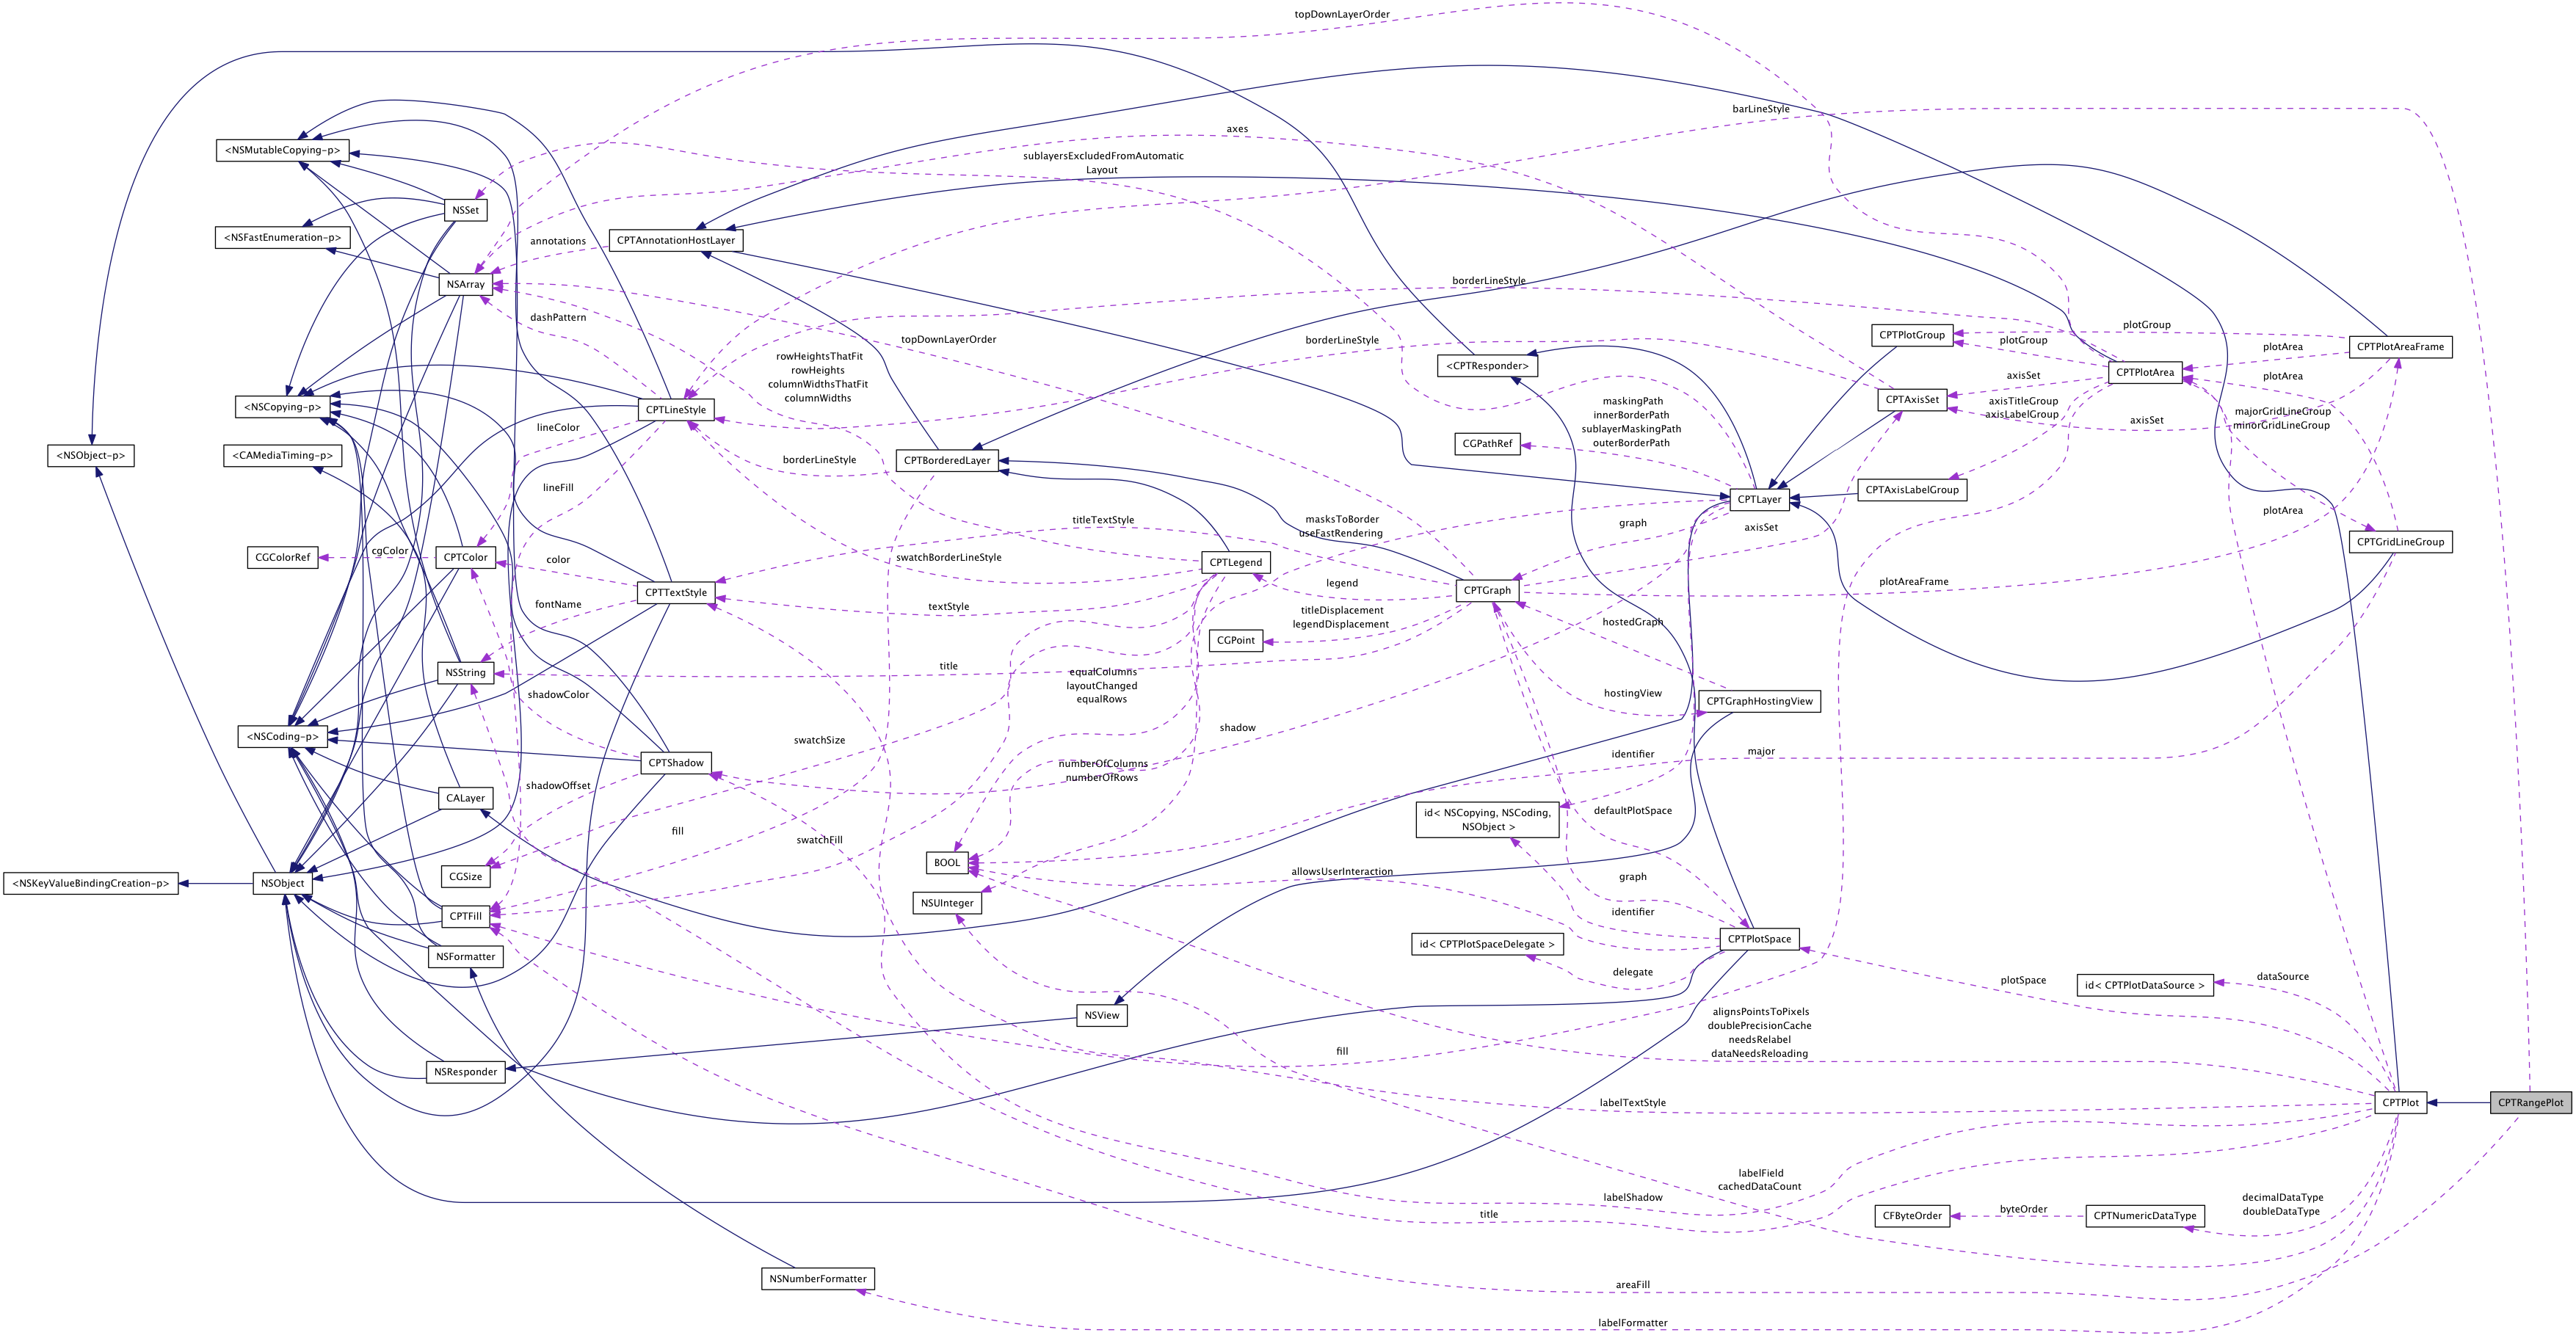 topDownLayerOrder
barLineStyle
axes
<NSMutableCopying-p>
sublayersExcludedFromAutomatic
Layout
NSSet
<NSFastEnumeration-p>
CPTAnnotationHostLayer
annotations
NSArray
borderLineStyle
dashPattern
topDownLayerOrder
borderLineStyle
CPTPlotGroup
plotGroup
plotGroup
plotArea
CPTPlotAreaFrame
rowHeightsThatFit
rowHeights
columnWidthsThatFit
columnWidths
<CPTResponder>
CPTPlotArea
axisSet
plotArea
<NSCopying-p>
CPTLineStyle
maskingPath
innerBorderPath
sublayerMaskingPath
outerBorderPath
CPTAxisSet
axisTitleGroup
axisLabelGroup
majorGridLineGroup
minorGridLineGroup
axisSet
lineColor
CGPathRef
<NSObject-p>
<CAMediaTiming-p>
borderLineStyle
CPTBorderedLayer
lineFill
CPTLayer
CPTAxisLabelGroup
plotArea
titleTextStyle
masksToBorder
useFastRendering
graph
axisSet
CPTGridLineGroup
CGColorRef
cgColor
CPTColor
color
swatchBorderLineStyle
CPTLegend
legend
CPTGraph
plotAreaFrame
CPTTextStyle
fontName
textStyle
titleDisplacement
legendDisplacement
hostedGraph
CGPoint
NSString
title
equalColumns
layoutChanged
equalRows
shadowColor
hostingView
CPTGraphHostingView
<NSCoding-p>
shadow
swatchSize
identifier
major
CPTShadow
numberOfColumns
numberOfRows
shadowOffset
CALayer
id< NSCopying, NSCoding,
NSObject >
defaultPlotSpace
fill
swatchFill
BOOL
CGSize
allowsUserInteraction
graph
<NSKeyValueBindingCreation-p>
NSObject
NSUInteger
CPTFill
identifier
id< CPTPlotSpaceDelegate >
CPTPlotSpace
NSFormatter
delegate
plotSpace
dataSource
id< CPTPlotDataSource >
NSView
alignsPointsToPixels
doublePrecisionCache
needsRelabel
dataNeedsReloading
fill
NSResponder
labelTextStyle
CPTPlot
CPTRangePlot
labelField
cachedDataCount
labelShadow
title
decimalDataType
doubleDataType
CFByteOrder
byteOrder
CPTNumericDataType
NSNumberFormatter
areaFill
labelFormatter